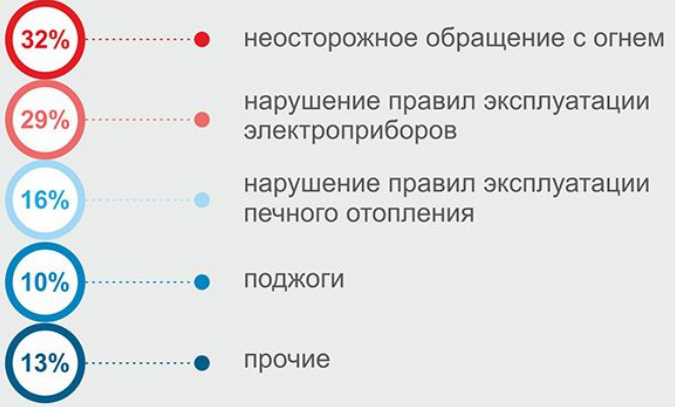 32%
неосторожное обращение с огнем
29%
нарушение правил эксплуатации
электроприборов
16%
нарушение правил эксплуатации
печного отопления
10%
поджоги
13%
прочие